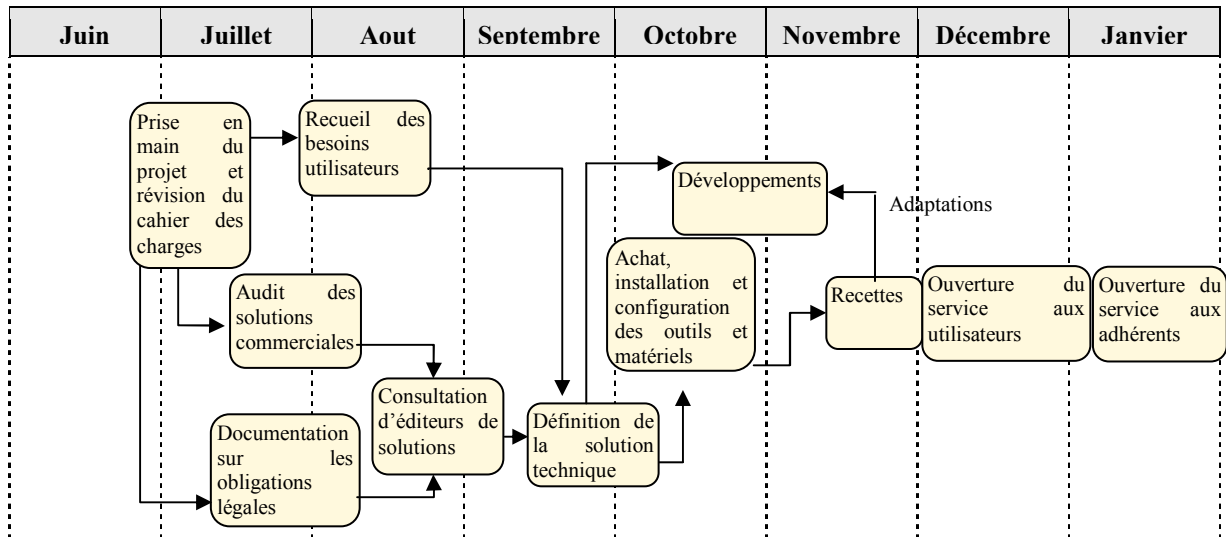 Juin Juillet Aout Septembre Octobre Novembre Décembre Janvier
Prise en
main du
projet et
révision du
cahier des
charges
Recueil des
besoins
utilisateurs
Développements
Adaptations
Achat,
installation et
configuration
des outils et
matériels
Audit des
solutions
commerciales
Recettes
Ouverture du
service aux
utilisateurs
Ouverture du
service aux
adhérents
Consultation
d’éditeurs de
solutions
Définition de
la solution
technique
Documentation
sur les
obligations
légales